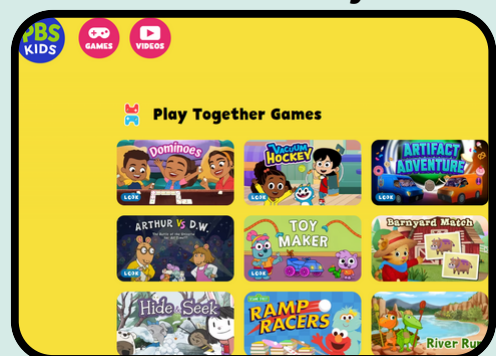 PBS
KIDS
GAMES
VIDEOS
Play Together Games
Dominoes
VACUUM
HOCKEY
ARTIFACT
ADVENTURE
ARTHUR VS D.W.
TOY
MAKER
Barnyard Match
Hide Seek
RAMP
RACERS
River Ru